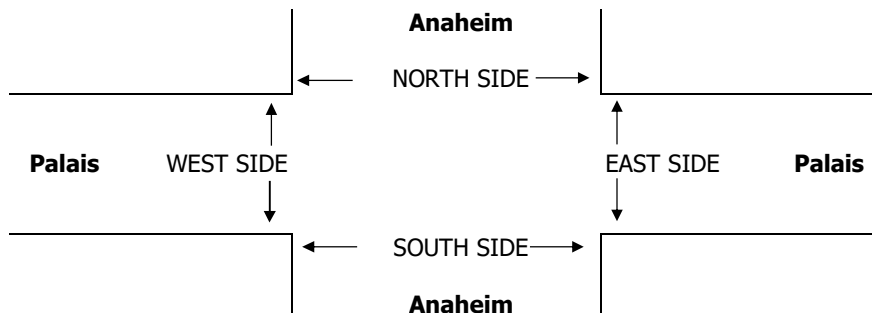 Anaheim
NORTH SIDE
Palais WEST SIDE EAST SIDE Palais
SOUTH SIDE
Anaheim